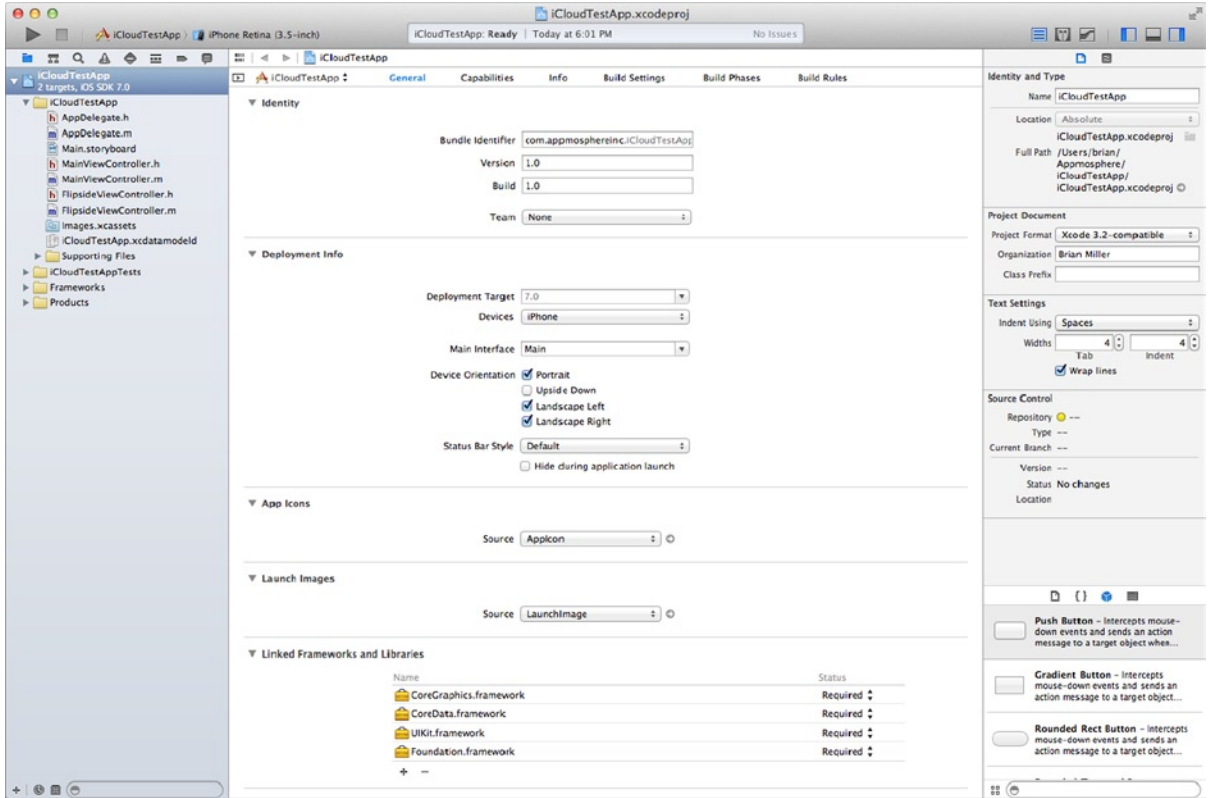 iCloudTestApp.xcodeproj
iCloudTestApp
iPhone Retina (3.5-inch)
iCloudTestApp: Ready | Today at 6:01 PM
No Issues
iCloudTestApp
2 targets, iOS SDK 7.0
iCloudTestApp
AppDelegate.h
AppDelegate.m
Main.storyboard
MainViewController.h
MainViewController.m
FlipsideViewController.h
FlipsideViewController.m
Images.xcassets
iCloudTestApp.xcdatamodeld
Supporting Files
iCloudTestAppTests
Frameworks
Products
iCloudTestApp
iCloudTestApp
General Capabilities Info Build Settings Build Phases Build Rules
Identity
Bundle Identifier com.appmosphereinc.iCloudTestApp
Version 1.0
Build 1.0
Team None
Deployment Info
Deployment Target 7.0
Devices iPhone
Main Interface Main
Device Orientation Portrait
Upside Down
Landscape Left
Landscape Right
Status Bar Style Default
Hide during application launch
App Icons
Source AppIcon
Launch Images
Source LaunchImage
Linked Frameworks and Libraries
Name Status
CoreGraphics.framework Required
CoreData.framework Required
UIKit.framework Required
Foundation.framework Required
Identity and Type
Name iCloudTestApp
Location Absolute
iCloudTestApp.xcodeproj
Full Path /Users/brian/
Appmosphere/
iCloudTestApp/
iCloudTestApp.xcodeproj
Project Document
Project Format Xcode 3.2-compatible
Organization Brian Miller
Class Prefix
Text Settings
Indent Using Spaces
Widths 4 4
Tab Indent
Wrap lines
Source Control
Repository --
Type --
Current Branch --
Version --
Status No changes
Location
Push Button - Intercepts mouse-
down events and sends an action
message to a target object when...
Gradient Button - Intercepts
mouse-down events and sends an
action message to a target object...
Rounded Rect Button - Intercepts
mouse-down events and sends an
action message to a target object...